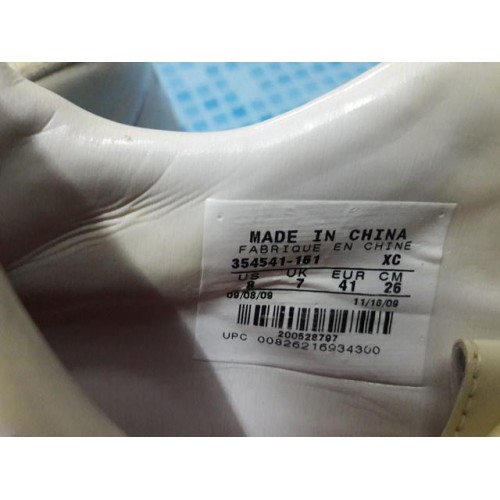 MADE IN CHINA
FABRIQUE EN CHINE
354541-161 XC
US UK EUR CM
8 7 41 26
09/08/09 11/10/09
200528797
UPC 00826216934300